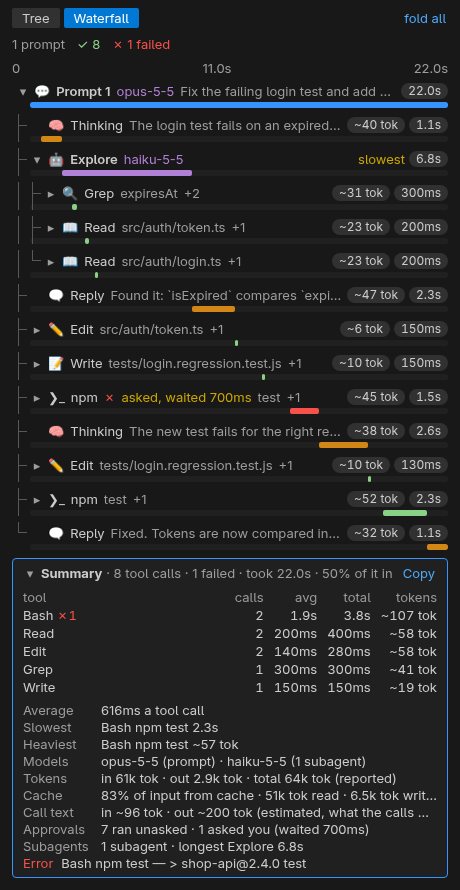 Tree Waterfall fold all
1 prompt ✓ 8 × 1 failed
0 11.0s 22.0s
▾ 💬 Prompt 1 opus-5-5 Fix the failing login test and add ... 22.0s
🧠 Thinking The login test fails on an expired... ~40 tok 1.1s
▾ 🤖 Explore haiku-5-5 slowest 6.8s
▸ 🔍 Grep expiresAt +2 ~31 tok 300ms
▸ 📖 Read src/auth/token.ts +1 ~23 tok 200ms
▸ 📖 Read src/auth/login.ts +1 ~23 tok 200ms
🗨 Reply Found it: `isExpired` compares `expi... ~47 tok 2.3s
▸ ✏️ Edit src/auth/token.ts +1 ~6 tok 150ms
▸ 📝 Write tests/login.regression.test.js +1 ~10 tok 150ms
▸ ❯_ npm × asked, waited 700ms test +1 ~45 tok 1.5s
🧠 Thinking The new test fails for the right re... ~38 tok 2.6s
▸ ✏️ Edit tests/login.regression.test.js +1 ~10 tok 130ms
▸ ❯_ npm test +1 ~52 tok 2.3s
🗨 Reply Fixed. Tokens are now compared in... ~32 tok 1.1s
▾ Summary · 8 tool calls · 1 failed · took 22.0s · 50% of it in Copy
tool calls avg total tokens
Bash ×1 2 1.9s 3.8s ~107 tok
Read 2 200ms 400ms ~58 tok
Edit 2 140ms 280ms ~58 tok
Grep 1 300ms 300ms ~41 tok
Write 1 150ms 150ms ~19 tok
Average 616ms a tool call
Slowest Bash npm test 2.3s
Heaviest Bash npm test ~57 tok
Models opus-5-5 (prompt) · haiku-5-5 (1 subagent)
Tokens in 61k tok · out 2.9k tok · total 64k tok (reported)
Cache 83% of input from cache · 51k tok read · 6.5k tok writ...
Call text in ~96 tok · out ~200 tok (estimated, what the calls ...
Approvals 7 ran unasked · 1 asked you (waited 700ms)
Subagents 1 subagent · longest Explore 6.8s
Error Bash npm test — > shop-api@2.4.0 test